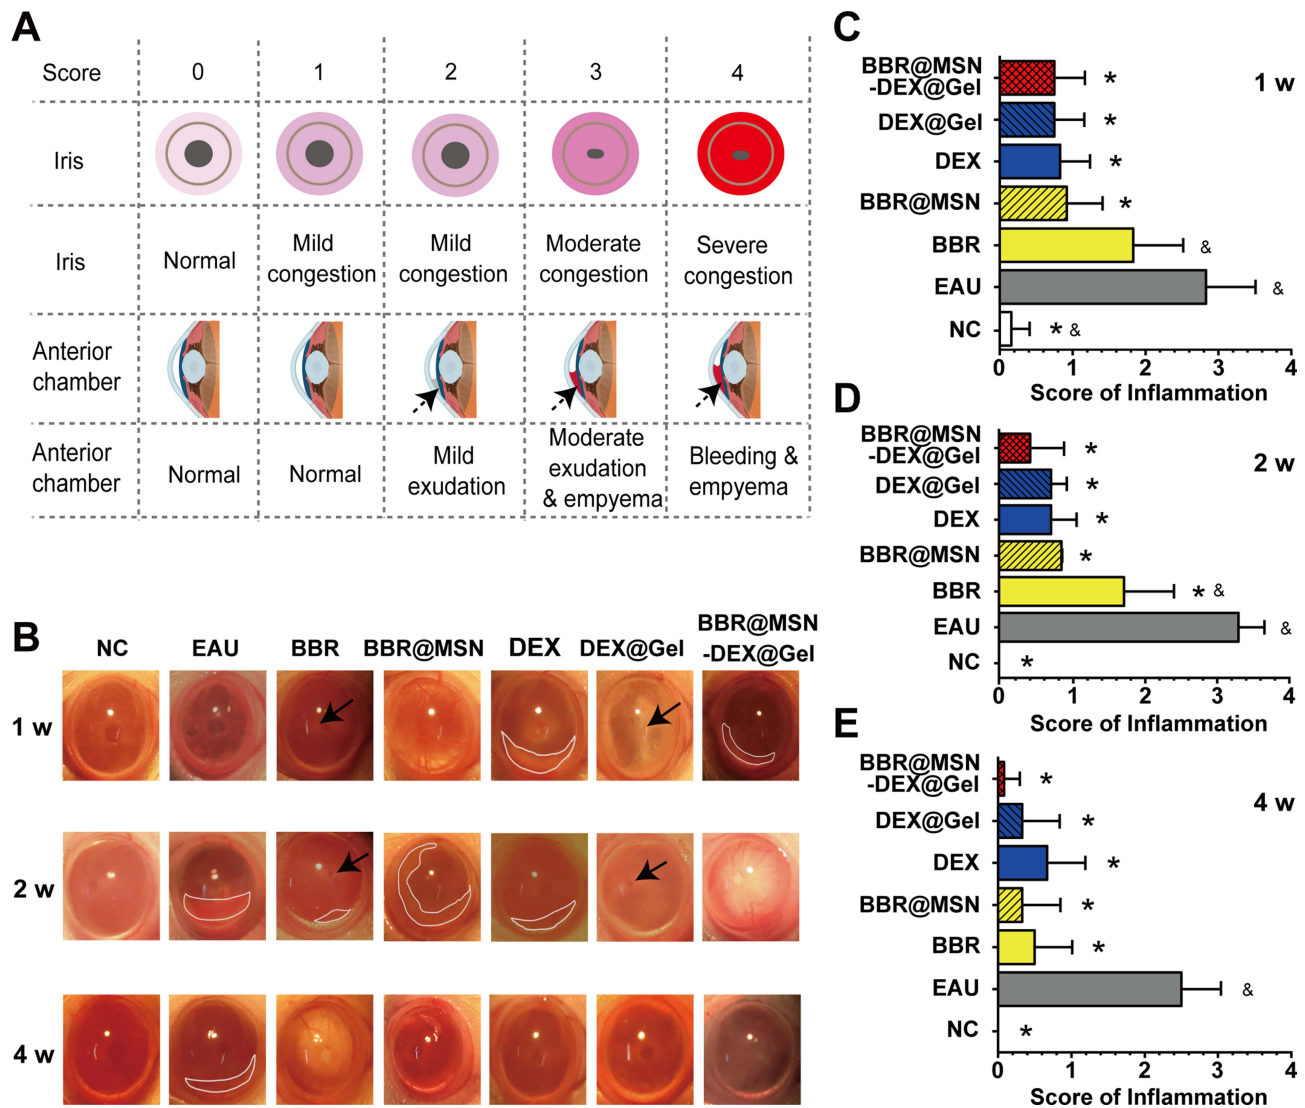 A
Score 0 1 2 3 4
Iris
Iris Normal Mild congestion Mild congestion Moderate congestion Severe congestion
Anterior chamber
Anterior chamber Normal Normal Mild exudation Moderate exudation & empyema Bleeding & empyema
B
NC EAU BBR BBR@MSN DEX DEX@Gel BBR@MSN -DEX@Gel
1 w
2 w
4 w
C
1 w
BBR@MSN
-DEX@Gel *
DEX@Gel *
DEX *
BBR@MSN *
BBR &
EAU &
NC * &
0 1 2 3 4
Score of Inflammation
D
2 w
BBR@MSN
-DEX@Gel *
DEX@Gel *
DEX *
BBR@MSN *
BBR * &
EAU &
NC *
0 1 2 3 4
Score of Inflammation
E
4 w
BBR@MSN
-DEX@Gel *
DEX@Gel *
DEX *
BBR@MSN *
BBR *
EAU &
NC *
0 1 2 3 4
Score of Inflammation